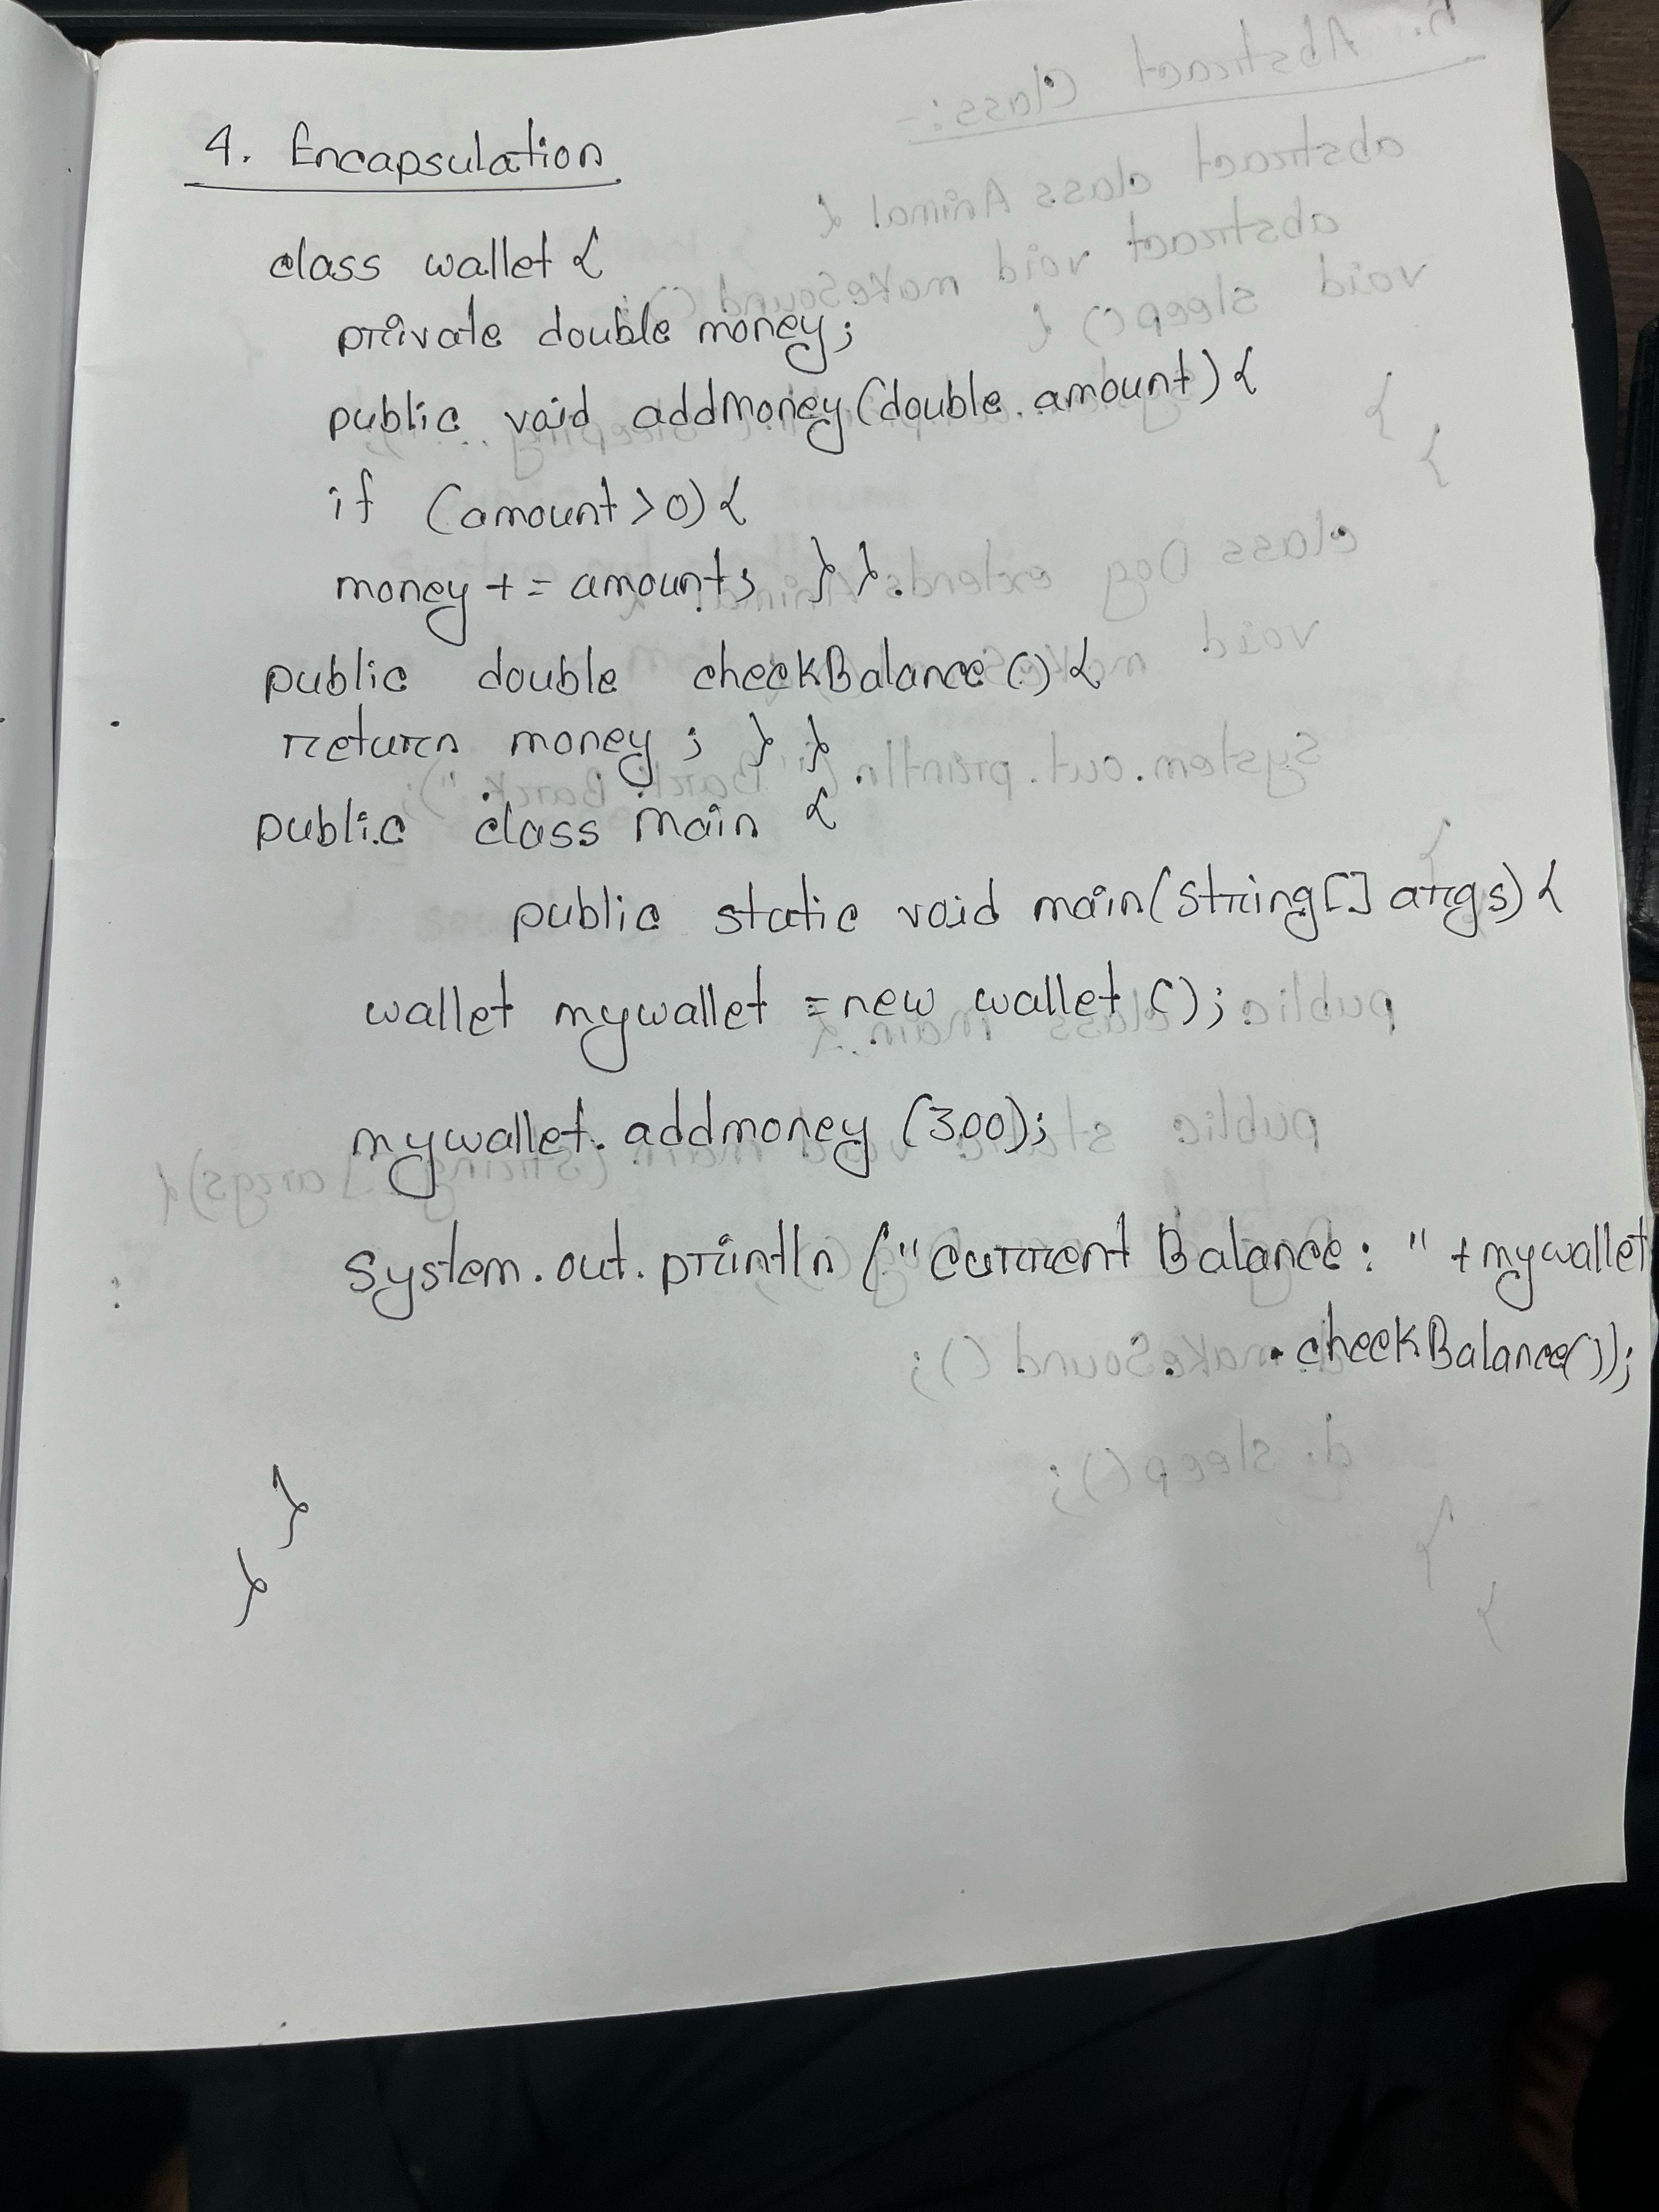 4. Encapsulation
class wallet {
private double money;
public void addmoney(double amount) {
if (amount > 0) {
money += amount; } }
public double checkBalance () {
return money ; } }
public class main {
public static void main(String[] args) {
wallet mywallet = new wallet ();
mywallet. addmoney (300);
System.out.println ("current Balance: " + mywallet
. checkBalance());
}
}